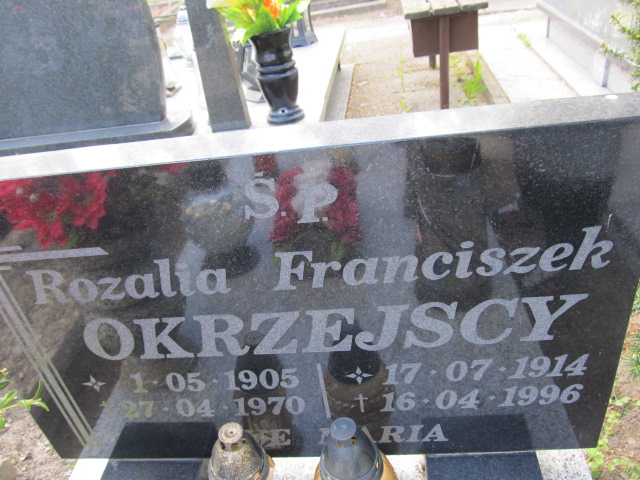 Ś.P.
Rozalia Franciszek
OKRZEJSCY
1·05·1905 17·07·1914
27·04·1970 16·04·1996
MARIA